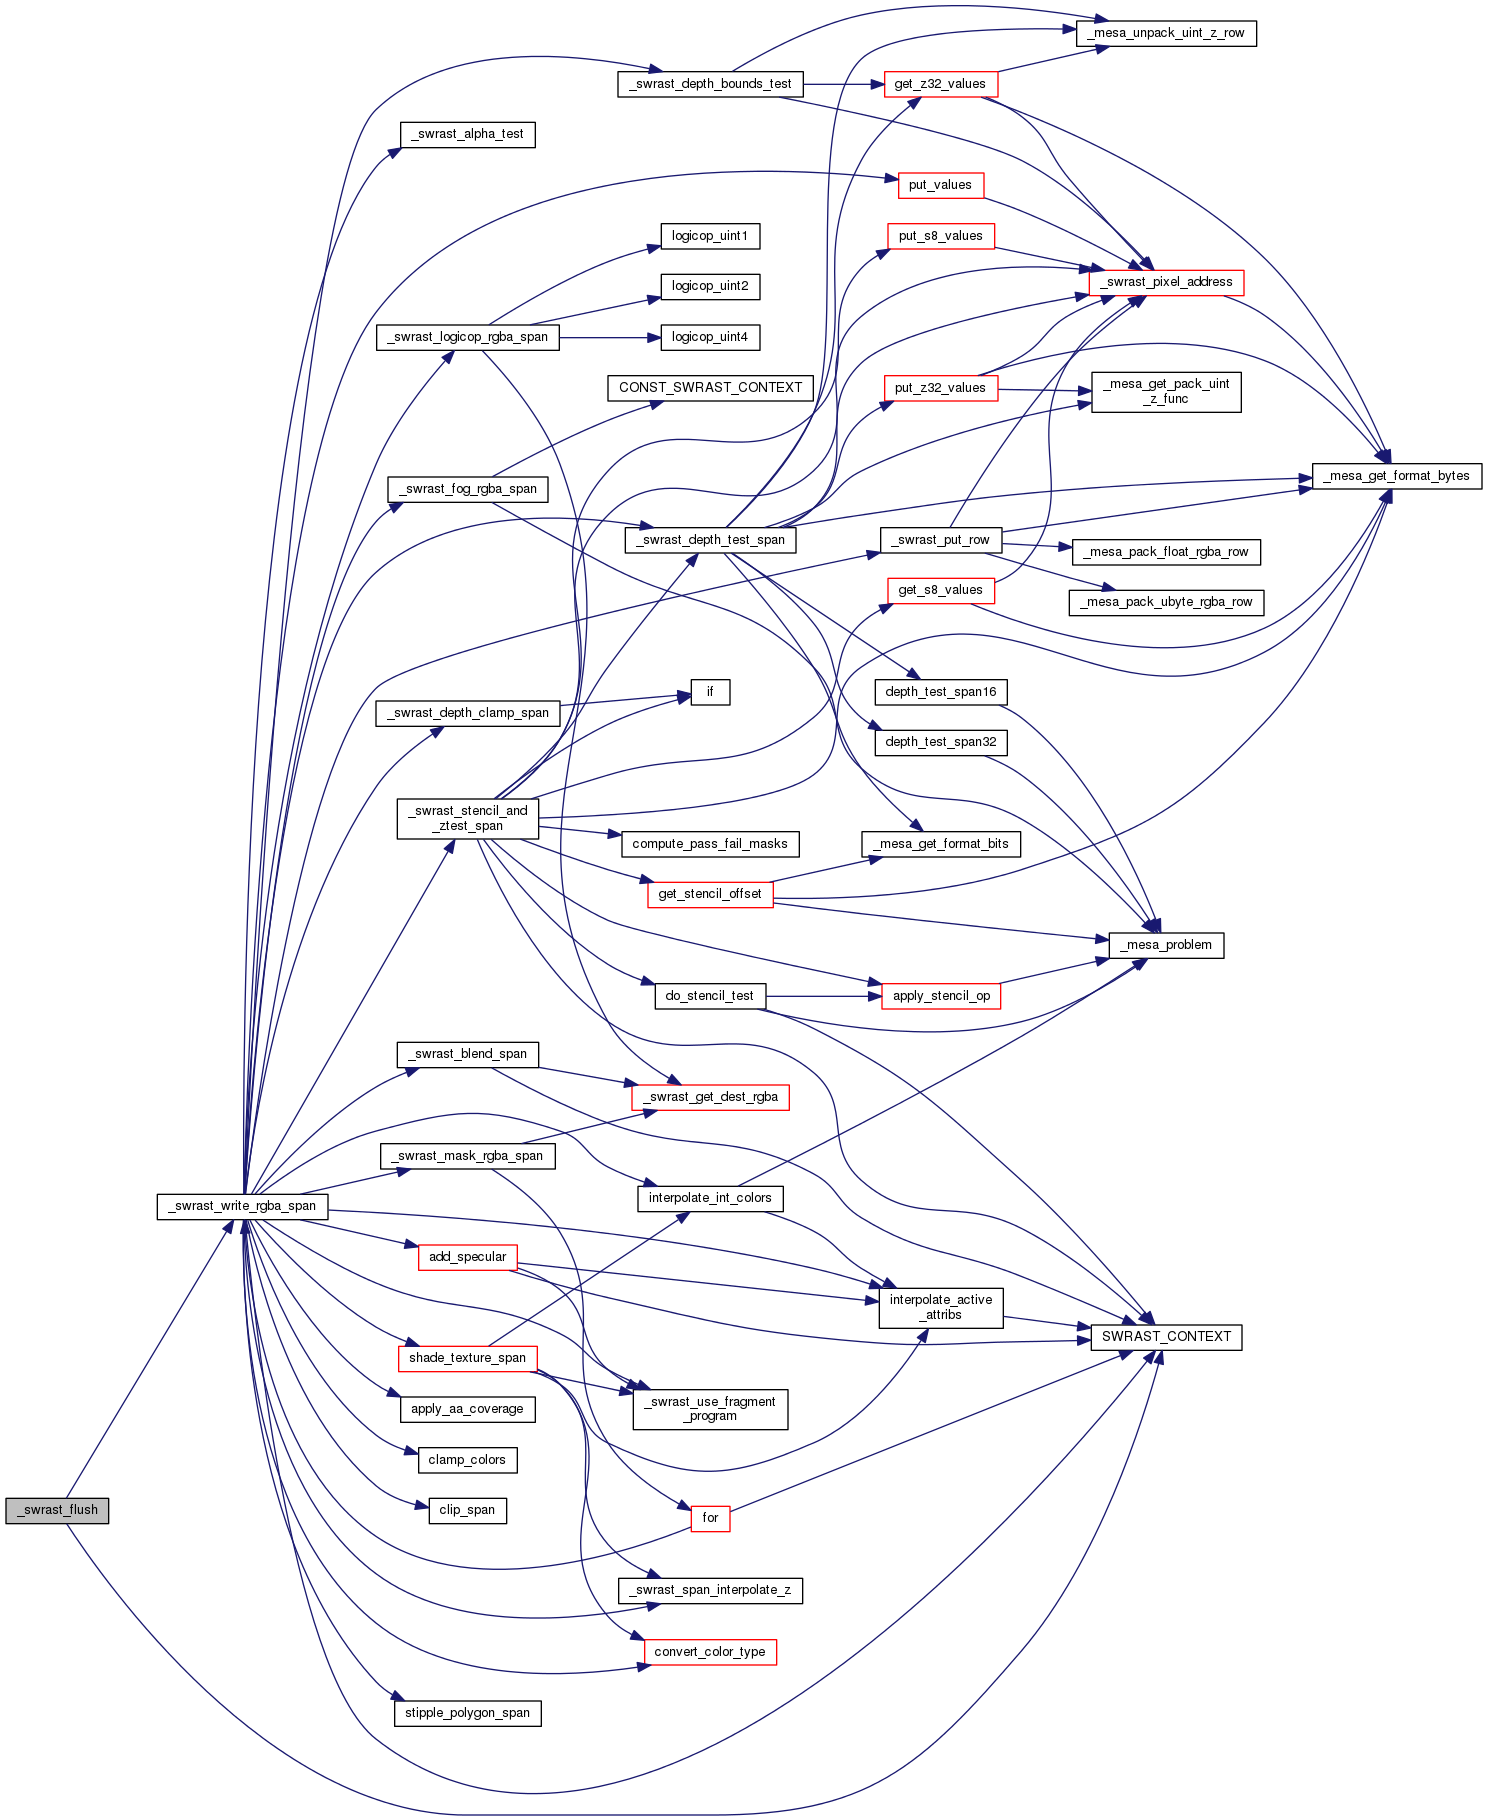 _mesa_unpack_uint_z_row
_swrast_depth_bounds_test
get_z32_values
_swrast_alpha_test
put_values
logicop_uint1
put_s8_values
logicop_uint2
_swrast_pixel_address
_swrast_logicop_rgba_span
logicop_uint4
CONST_SWRAST_CONTEXT
put_z32_values
_mesa_get_pack_uint
_z_func
_mesa_get_format_bytes
_swrast_fog_rgba_span
_swrast_depth_test_span
_swrast_put_row
_mesa_pack_float_rgba_row
get_s8_values
_mesa_pack_ubyte_rgba_row
if
depth_test_span16
_swrast_depth_clamp_span
depth_test_span32
_swrast_stencil_and
_ztest_span
compute_pass_fail_masks
_mesa_get_format_bits
get_stencil_offset
_mesa_problem
do_stencil_test
apply_stencil_op
_swrast_blend_span
_swrast_get_dest_rgba
_swrast_mask_rgba_span
interpolate_int_colors
_swrast_write_rgba_span
add_specular
interpolate_active
_attribs
SWRAST_CONTEXT
shade_texture_span
_swrast_use_fragment
_program
apply_aa_coverage
clamp_colors
_swrast_flush
clip_span
for
_swrast_span_interpolate_z
convert_color_type
stipple_polygon_span